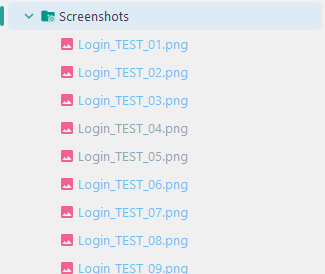 Screenshots
Login_TEST_01.png
Login_TEST_02.png
Login_TEST_03.png
Login_TEST_04.png
Login_TEST_05.png
Login_TEST_06.png
Login_TEST_07.png
Login_TEST_08.png
Login_TEST_09.png